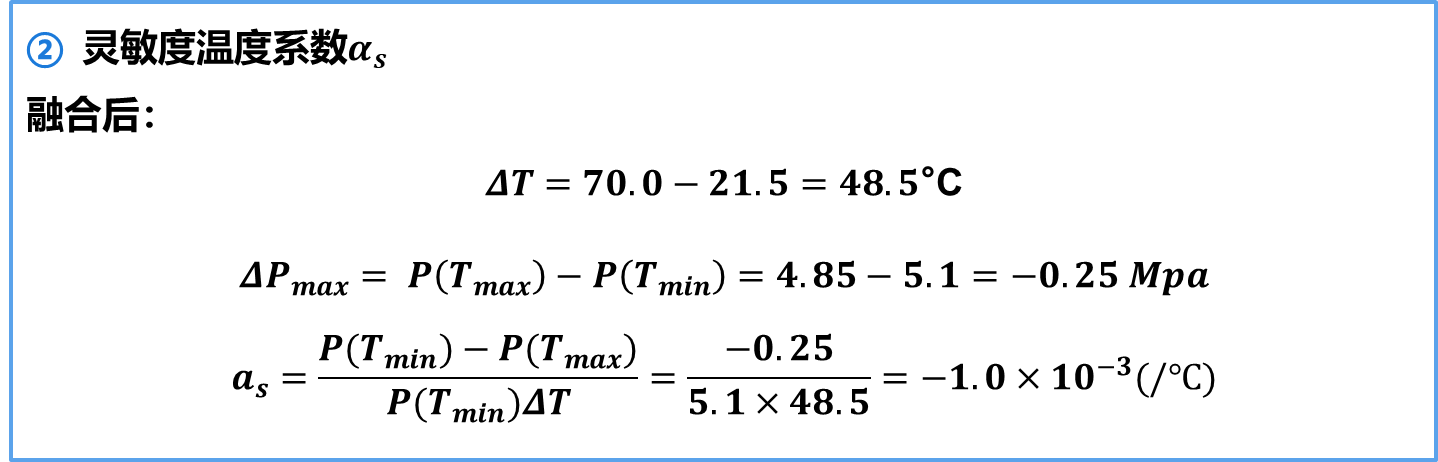 ② 灵敏度温度系数αₛ
融合后：
ΔT = 70.0 − 21.5 = 48.5°C
ΔP_max = P(T_max) − P(T_min) = 4.85 − 5.1 = −0.25 Mpa
a_s = (P(T_min) − P(T_max)) / (P(T_min)ΔT) = −0.25 / (5.1 × 48.5) = −1.0 × 10⁻³(/℃)